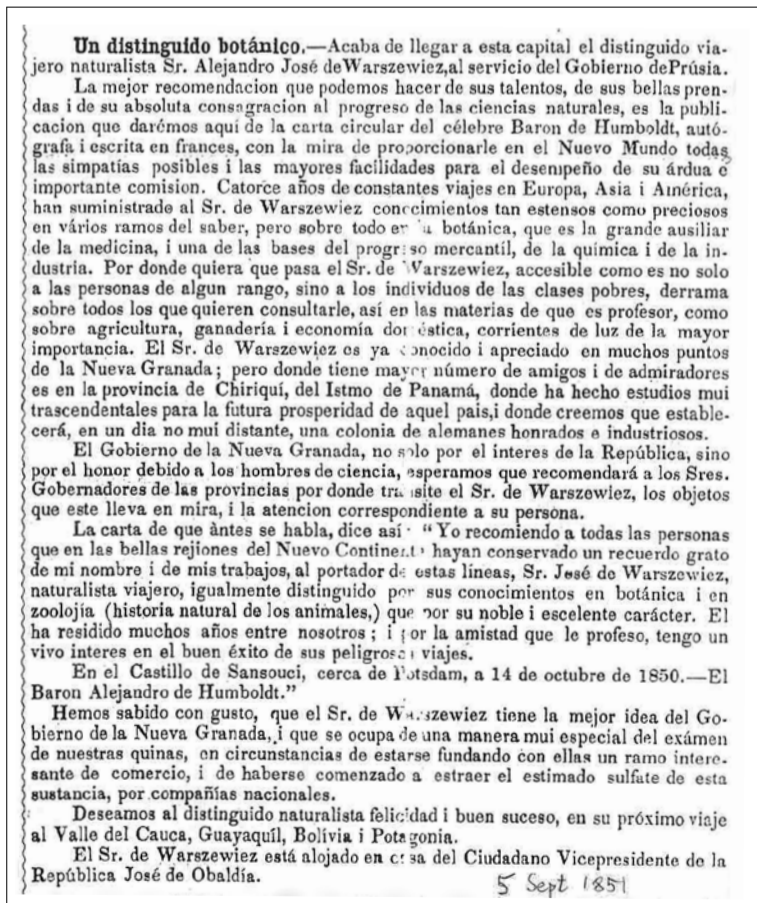 Un distinguido botánico.—Acaba de llegar a esta capital el distinguido via-
jero naturalista Sr. Alejandro José de Warszewiez, al servicio del Gobierno de Prúsia.
La mejor recomendacion que podemos hacer de sus talentos, de sus bellas pren-
das i de su absoluta consagracion al progreso de las ciencias naturales, es la publi-
cacion que darémos aquí de la carta circular del célebre Baron de Humboldt, autó-
grafa i escrita en frances, con la mira de proporcionarle en el Nuevo Mundo todas
las simpatías posibles i las mayores facilidades para el desempeño de su árdua e
importante comision. Catorce años de constantes viajes en Europa, Asia i América,
han suministrade al Sr. de Warszewiez conocimientos tan estensos como preciosos
en vários ramos del saber, pero sobre todo en la botánica, que es la grande ausiliar
de la medicina, i una de las bases del progreso mercantil, de la química i de la in-
dustria. Por donde quiera que pasa el Sr. de Warszewiez, accesible como es no solo
a las personas de algun rango, sino a los individuos de las clases pobres, derrama
sobre todos los que quieren consultarle, así en las materias de que es profesor, como
sobre agricultura, ganadería i economía doméstica, corrientes de luz de la mayor
importancia. El Sr. de Warszewiez es ya conocido i apreciado en muchos puntos
de la Nueva Granada; pero donde tiene mayor número de amigos i de admiradores
es en la provincia de Chiriquí, del Istmo de Panamá, donde ha hecho estudios mui
trascendentales para la futura prosperidad de aquel pais, i donde creemos que estable-
cerá, en un dia no mui distante, una colonia de alemanes honrados e industriosos.
El Gobierno de la Nueva Granada, no solo por el interes de la República, sino
por el honor debido a los hombres de ciencia, esperamos que recomendará a los Sres.
Gobernadores de las provincias por donde transite el Sr. de Warszewiez, los objetos
que este lleva en mira, i la atencion correspondiente a su persona.
La carta de que ántes se habla, dice así: "Yo recomiendo a todas las personas
que en las bellas rejiones del Nuevo Continente hayan conservado un recuerdo grato
de mi nombre i de mis trabajos, al portador de estas líneas, Sr. José de Warszewiez,
naturalista viajero, igualmente distinguido por sus conocimientos en botánica i en
zoolojía (historia natural de los animales,) que por su noble i escelente carácter. El
ha residido muchos años entre nosotros; i por la amistad que le profeso, tengo un
vivo interes en el buen éxito de sus peligrosos viajes.
En el Castillo de Sansouci, cerca de Potsdam, a 14 de octubre de 1850.—El
Baron Alejandro de Humboldt."
Hemos sabido con gusto, que el Sr. de Warszewiez tiene la mejor idea del Go-
bierno de la Nueva Granada, i que se ocupa de una manera mui especial del exámen
de nuestras quinas, en circunstancias de estarse fundando con ellas un ramo intere-
sante de comercio, i de haberse comenzado a estraer el estimado sulfate de esta
sustancia, por compañías nacionales.
Deseamos al distinguido naturalista felicidad i buen suceso, en su próximo viaje
al Valle del Cauca, Guayaquíl, Bolívia i Potagonia.
El Sr. de Warszewiez está alojado en casa del Ciudadano Vicepresidente de la
República José de Obaldía.
5 Sept 1851